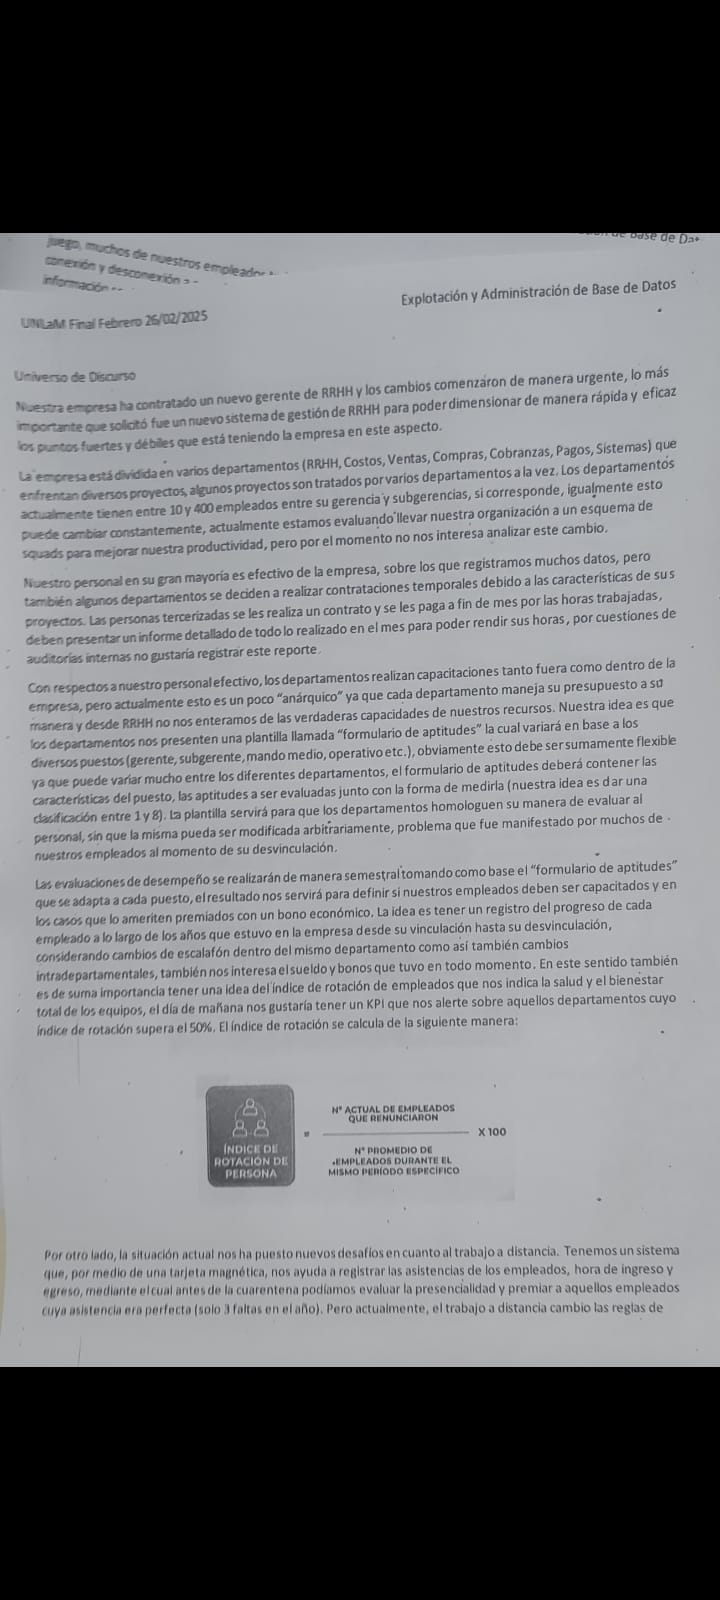 juego, muchos de nuestros empleados
conexión y desconexión a
información
de Base de Dat
Explotación y Administración de Base de Datos
UNLaM Final Febrero 26/02/2025
Universo de Discurso
Nuestra empresa ha contratado un nuevo gerente de RRHH y los cambios comenzaron de manera urgente, lo más
importante que solicitó fue un nuevo sistema de gestión de RRHH para poder dimensionar de manera rápida y eficaz
los puntos fuertes y débiles que está teniendo la empresa en este aspecto.
La empresa está dividida en varios departamentos (RRHH, Costos, Ventas, Compras, Cobranzas, Pagos, Sistemas) que
enfrentan diversos proyectos, algunos proyectos son tratados por varios departamentos a la vez. Los departamentos
actualmente tienen entre 10 y 400 empleados entre su gerencia y subgerencias, si corresponde, igualmente esto
puede cambiar constantemente, actualmente estamos evaluando llevar nuestra organización a un esquema de
squads para mejorar nuestra productividad, pero por el momento no nos interesa analizar este cambio.
Nuestro personal en su gran mayoría es efectivo de la empresa, sobre los que registramos muchos datos, pero
también algunos departamentos se deciden a realizar contrataciones temporales debido a las características de sus
proyectos. Las personas tercerizadas se les realiza un contrato y se les paga a fin de mes por las horas trabajadas,
deben presentar un informe detallado de todo lo realizado en el mes para poder rendir sus horas, por cuestiones de
auditorías internas no gustaría registrar este reporte.
Con respectos a nuestro personal efectivo, los departamentos realizan capacitaciones tanto fuera como dentro de la
empresa, pero actualmente esto es un poco "anárquico" ya que cada departamento maneja su presupuesto a su
manera y desde RRHH no nos enteramos de las verdaderas capacidades de nuestros recursos. Nuestra idea es que
los departamentos nos presenten una plantilla llamada "formulario de aptitudes" la cual variará en base a los
diversos puestos (gerente, subgerente, mando medio, operativo etc.), obviamente esto debe ser sumamente flexible
ya que puede variar mucho entre los diferentes departamentos, el formulario de aptitudes deberá contener las
características del puesto, las aptitudes a ser evaluadas junto con la forma de medirla (nuestra idea es dar una
clasificación entre 1 y 8). La plantilla servirá para que los departamentos homologuen su manera de evaluar al
personal, sin que la misma pueda ser modificada arbitrariamente, problema que fue manifestado por muchos de
nuestros empleados al momento de su desvinculación.
Las evaluaciones de desempeño se realizarán de manera semestral tomando como base el "formulario de aptitudes"
que se adapta a cada puesto, el resultado nos servirá para definir si nuestros empleados deben ser capacitados y en
los casos que lo ameriten premiados con un bono económico. La idea es tener un registro del progreso de cada
empleado a lo largo de los años que estuvo en la empresa desde su vinculación hasta su desvinculación,
considerando cambios de escalafón dentro del mismo departamento como así también cambios
intradepartamentales, también nos interesa el sueldo y bonos que tuvo en todo momento. En este sentido también
es de suma importancia tener una idea del índice de rotación de empleados que nos indica la salud y el bienestar
total de los equipos, el día de mañana nos gustaría tener un KPI que nos alerte sobre aquellos departamentos cuyo
índice de rotación supera el 50%. El índice de rotación se calcula de la siguiente manera:
ÍNDICE DE
ROTACIÓN DE
PERSONA
=
Nº ACTUAL DE EMPLEADOS
QUE RENUNCIARON
Nº PROMEDIO DE
EMPLEADOS DURANTE EL
MISMO PERÍODO ESPECÍFICO
X 100
Por otro lado, la situación actual nos ha puesto nuevos desafíos en cuanto al trabajo a distancia. Tenemos un sistema
que, por medio de una tarjeta magnética, nos ayuda a registrar las asistencias de los empleados, hora de ingreso y
egreso, mediante el cual antes de la cuarentena podíamos evaluar la presencialidad y premiar a aquellos empleados
cuya asistencia era perfecta (solo 3 faltas en el año). Pero actualmente, el trabajo a distancia cambio las reglas de